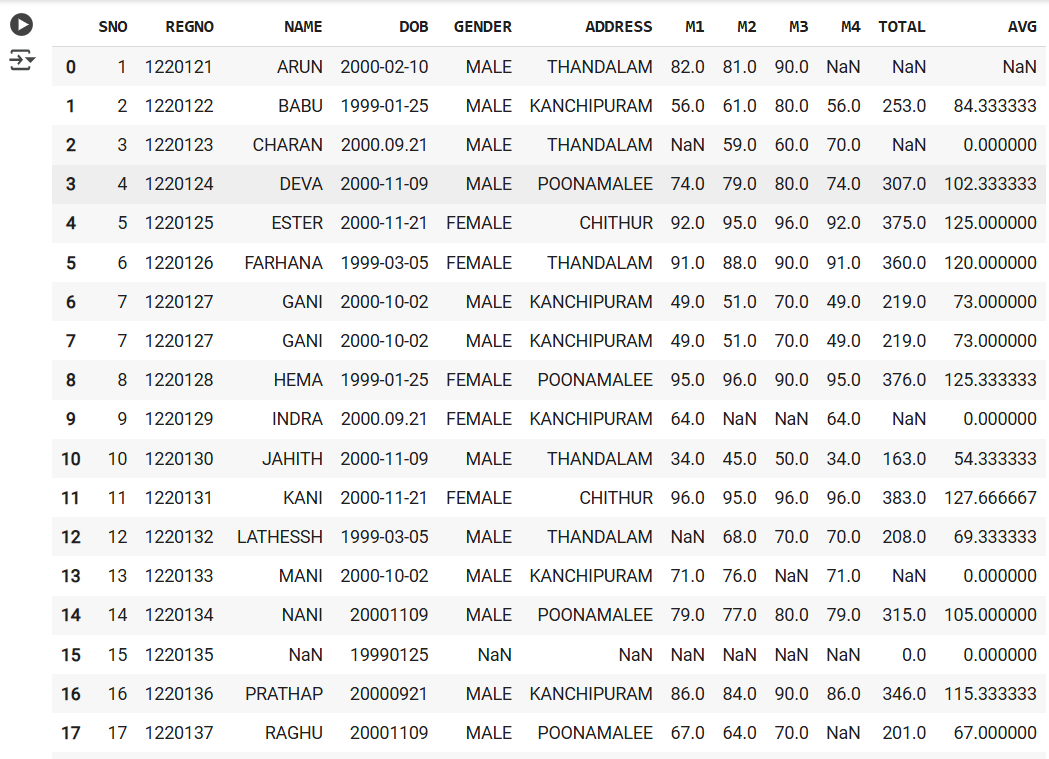 SNO REGNO NAME DOB GENDER ADDRESS M1 M2 M3 M4 TOTAL AVG
0 1 1220121 ARUN 2000-02-10 MALE THANDALAM 82.0 81.0 90.0 NaN NaN NaN
1 2 1220122 BABU 1999-01-25 MALE KANCHIPURAM 56.0 61.0 80.0 56.0 253.0 84.333333
2 3 1220123 CHARAN 2000.09.21 MALE THANDALAM NaN 59.0 60.0 70.0 NaN 0.000000
3 4 1220124 DEVA 2000-11-09 MALE POONAMALEE 74.0 79.0 80.0 74.0 307.0 102.333333
4 5 1220125 ESTER 2000-11-21 FEMALE CHITHUR 92.0 95.0 96.0 92.0 375.0 125.000000
5 6 1220126 FARHANA 1999-03-05 FEMALE THANDALAM 91.0 88.0 90.0 91.0 360.0 120.000000
6 7 1220127 GANI 2000-10-02 MALE KANCHIPURAM 49.0 51.0 70.0 49.0 219.0 73.000000
7 7 1220127 GANI 2000-10-02 MALE KANCHIPURAM 49.0 51.0 70.0 49.0 219.0 73.000000
8 8 1220128 HEMA 1999-01-25 FEMALE POONAMALEE 95.0 96.0 90.0 95.0 376.0 125.333333
9 9 1220129 INDRA 2000.09.21 FEMALE KANCHIPURAM 64.0 NaN NaN 64.0 NaN 0.000000
10 10 1220130 JAHITH 2000-11-09 MALE THANDALAM 34.0 45.0 50.0 34.0 163.0 54.333333
11 11 1220131 KANI 2000-11-21 FEMALE CHITHUR 96.0 95.0 96.0 96.0 383.0 127.666667
12 12 1220132 LATHESSH 1999-03-05 MALE THANDALAM NaN 68.0 70.0 70.0 208.0 69.333333
13 13 1220133 MANI 2000-10-02 MALE KANCHIPURAM 71.0 76.0 NaN 71.0 NaN 0.000000
14 14 1220134 NANI 20001109 MALE POONAMALEE 79.0 77.0 80.0 79.0 315.0 105.000000
15 15 1220135 NaN 19990125 NaN NaN NaN NaN NaN NaN 0.0 0.000000
16 16 1220136 PRATHAP 20000921 MALE KANCHIPURAM 86.0 84.0 90.0 86.0 346.0 115.333333
17 17 1220137 RAGHU 20001109 MALE POONAMALEE 67.0 64.0 70.0 NaN 201.0 67.000000